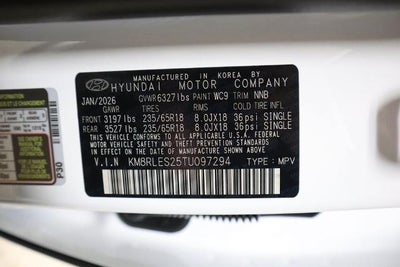 MANUFACTURED IN KOREA BY
HYUNDAI MOTOR COMPANY
JAN/2026 GVWR 6327lbs PAINT WC9 TRIM NNB
GAWR TIRES RIMS COLD TIRE INFL
FRONT 3197 lbs 235/65R18 8.0JX18 36psi SINGLE
REAR 3527 lbs 235/65R18 8.0JX18 36psi SINGLE
THIS VEHICLE CONFORMS TO ALL APPLICABLE U.S.A. FEDERAL
MOTOR VEHICLE SAFETY AND THEFT PREVENTION STANDARDS
IN EFFECT ON THE DATE OF MANUFACTURE SHOWN ABOVE.
V.I.N KM8RLES25TU097294 TYPE: MPV
P30